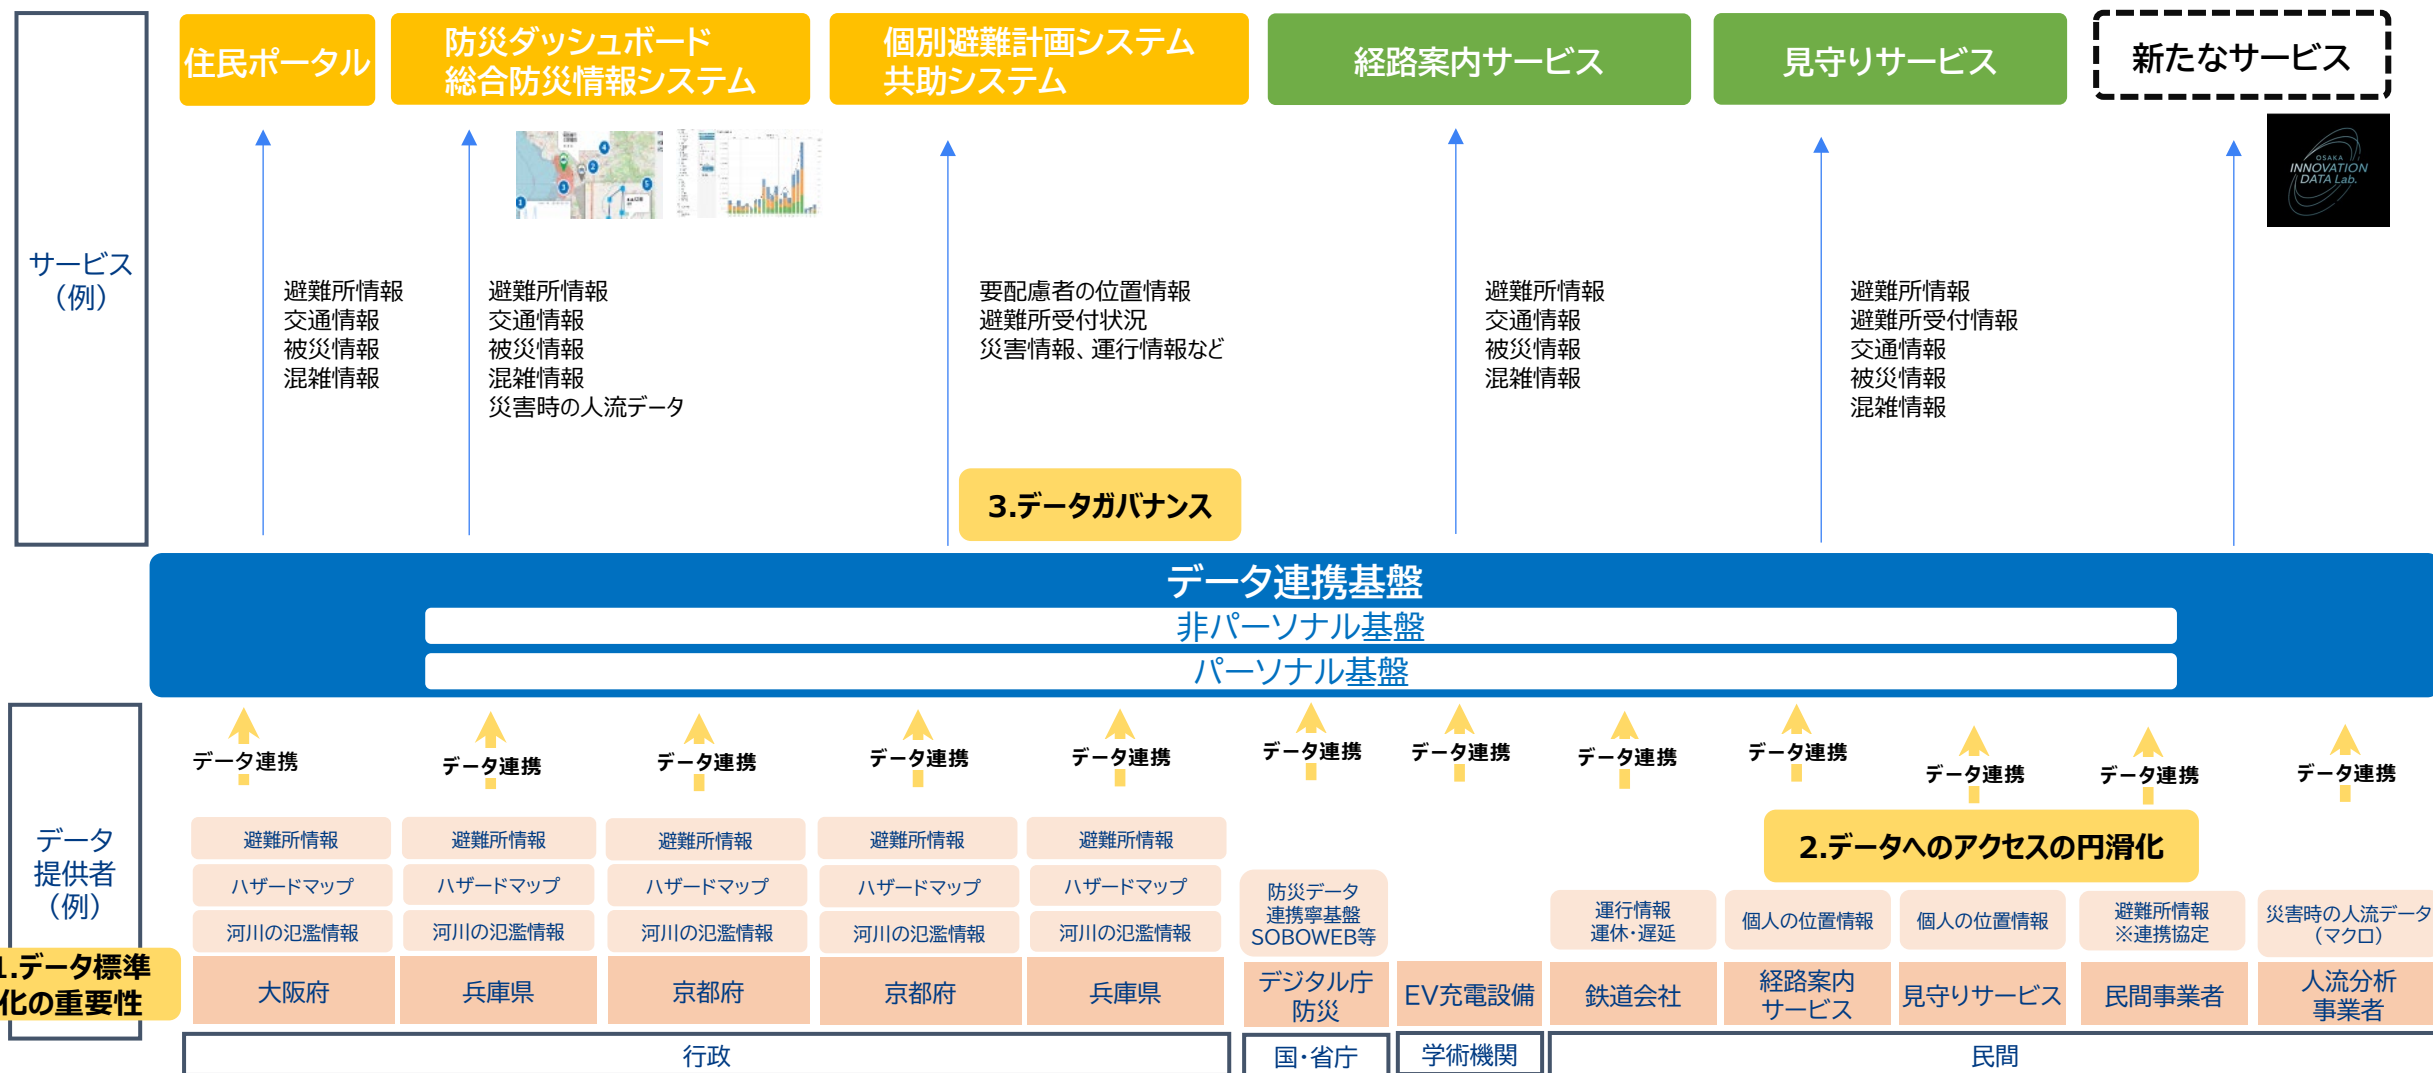 サービス
（例）
住民ポータル
防災ダッシュボード
総合防災情報システム
個別避難計画システム
共助システム
経路案内サービス
見守りサービス
新たなサービス
OSAKA
INNOVATION
DATA Lab.
避難所情報
交通情報
被災情報
混雑情報
避難所情報
交通情報
被災情報
混雑情報
災害時の人流データ
要配慮者の位置情報
避難所受付状況
災害情報、運行情報など
避難所情報
交通情報
被災情報
混雑情報
避難所情報
避難所受付情報
交通情報
被災情報
混雑情報
3.データガバナンス
データ連携基盤
非パーソナル基盤
パーソナル基盤
データ
提供者
（例）
1.データ標準
化の重要性
データ連携
データ連携
データ連携
データ連携
データ連携
データ連携
データ連携
データ連携
データ連携
データ連携
データ連携
データ連携
2.データへのアクセスの円滑化
避難所情報
ハザードマップ
河川の氾濫情報
大阪府
避難所情報
ハザードマップ
河川の氾濫情報
兵庫県
避難所情報
ハザードマップ
河川の氾濫情報
京都府
避難所情報
ハザードマップ
河川の氾濫情報
京都府
避難所情報
ハザードマップ
河川の氾濫情報
兵庫県
防災データ
連携寧基盤
SOBOWEB等
デジタル庁
防災
EV充電設備
運行情報
運休・遅延
鉄道会社
個人の位置情報
経路案内
サービス
個人の位置情報
見守りサービス
避難所情報
※連携協定
民間事業者
災害時の人流データ
（マクロ）
人流分析
事業者
行政
国・省庁
学術機関
民間